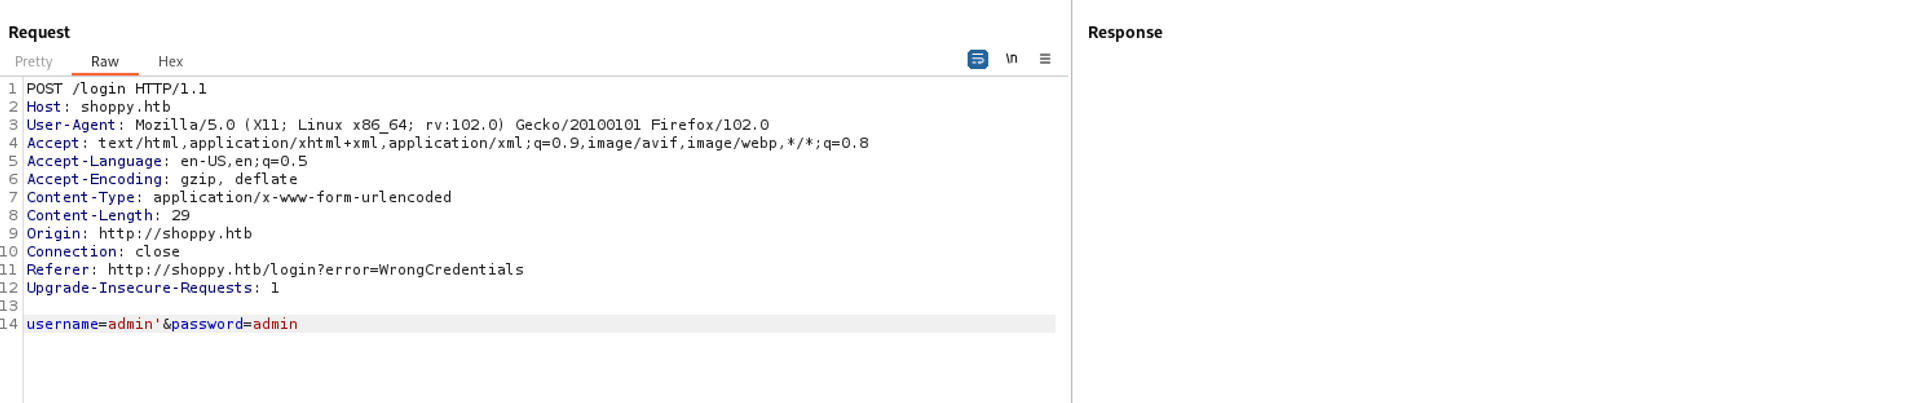 Request
Response
Pretty Raw Hex
\n
1 POST /login HTTP/1.1
2 Host: shoppy.htb
3 User-Agent: Mozilla/5.0 (X11; Linux x86_64; rv:102.0) Gecko/20100101 Firefox/102.0
4 Accept: text/html,application/xhtml+xml,application/xml;q=0.9,image/avif,image/webp,*/*;q=0.8
5 Accept-Language: en-US,en;q=0.5
6 Accept-Encoding: gzip, deflate
7 Content-Type: application/x-www-form-urlencoded
8 Content-Length: 29
9 Origin: http://shoppy.htb
10 Connection: close
11 Referer: http://shoppy.htb/login?error=WrongCredentials
12 Upgrade-Insecure-Requests: 1
13
14 username=admin'&password=admin